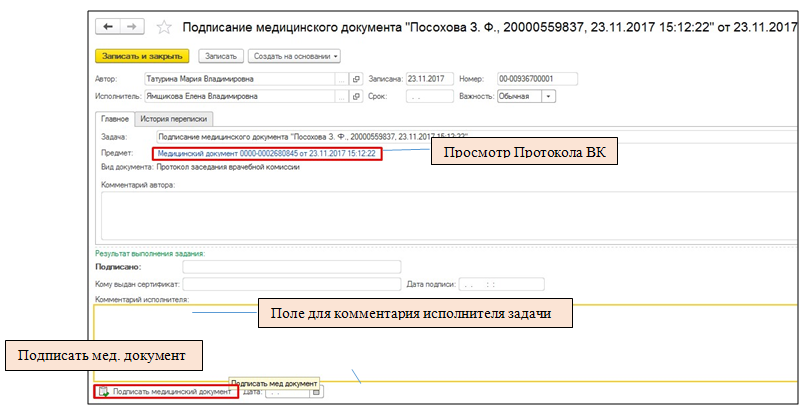 Подписание медицинского документа "Посохова З. Ф., 20000559837, 23.11.2017 15:12:22" от 23.11.2017
Записать и закрыть Записать Создать на основании
Автор: Татурина Мария Владимировна ... Записана: 23.11.2017 Номер: 00-00936700001
Исполнитель: Ямщикова Елена Владимировна ... Срок: . . Важность: Обычная
Главное История переписки
Задача: Подписание медицинского документа "Посохова З. Ф., 20000559837, 23.11.2017 15:12:22"
Предмет: Медицинский документ 0000-0002680845 от 23.11.2017 15:12:22
Просмотр Протокола ВК
Вид документа: Протокол заседания врачебной комиссии
Комментарий автора:
Результат выполнения задания:
Подписано:
Кому выдан сертификат: Дата подписи: . . : :
Комментарий исполнителя:
Поле для комментария исполнителя задачи
Подписать мед. документ
Подписать мед документ
Подписать медицинский документ Дата: . .